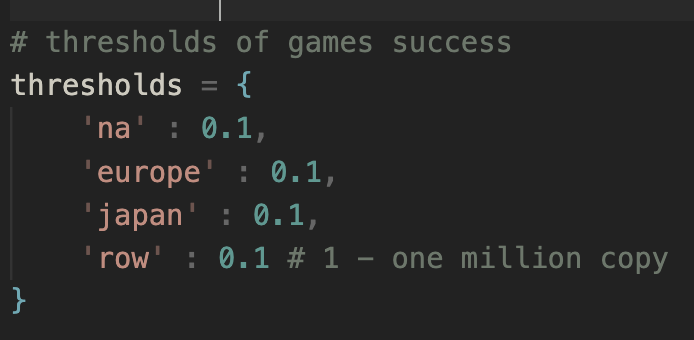 # thresholds of games success
thresholds = {
    'na' : 0.1,
    'europe' : 0.1,
    'japan' : 0.1,
    'row' : 0.1 # 1 - one million copy
}